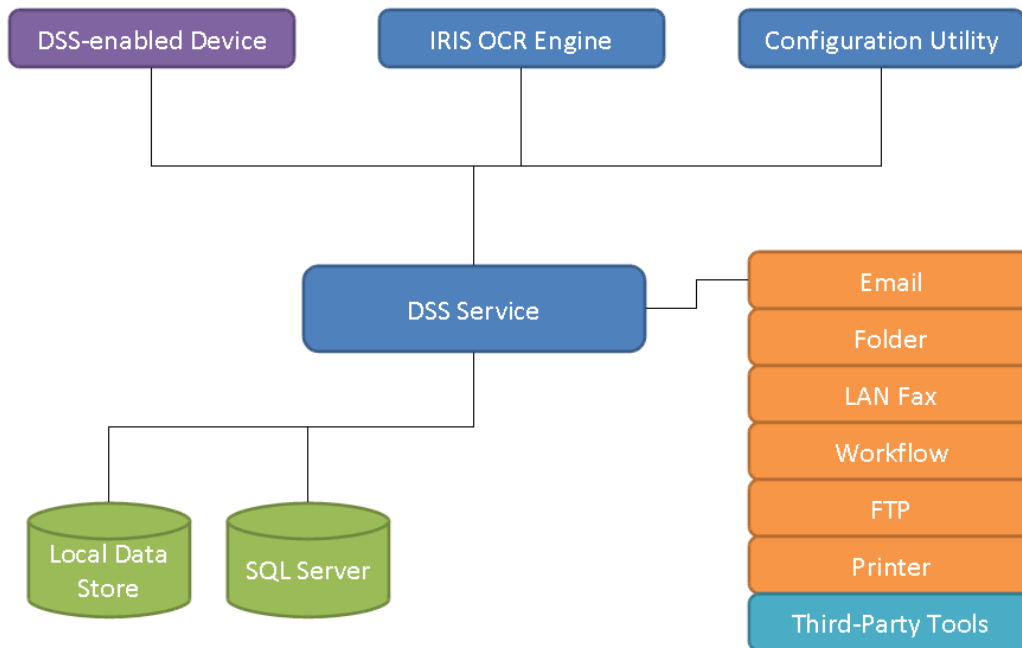 DSS-enabled Device
IRIS OCR Engine
Configuration Utility
DSS Service
Email
Folder
LAN Fax
Workflow
FTP
Printer
Third-Party Tools
Local Data
Store
SQL Server